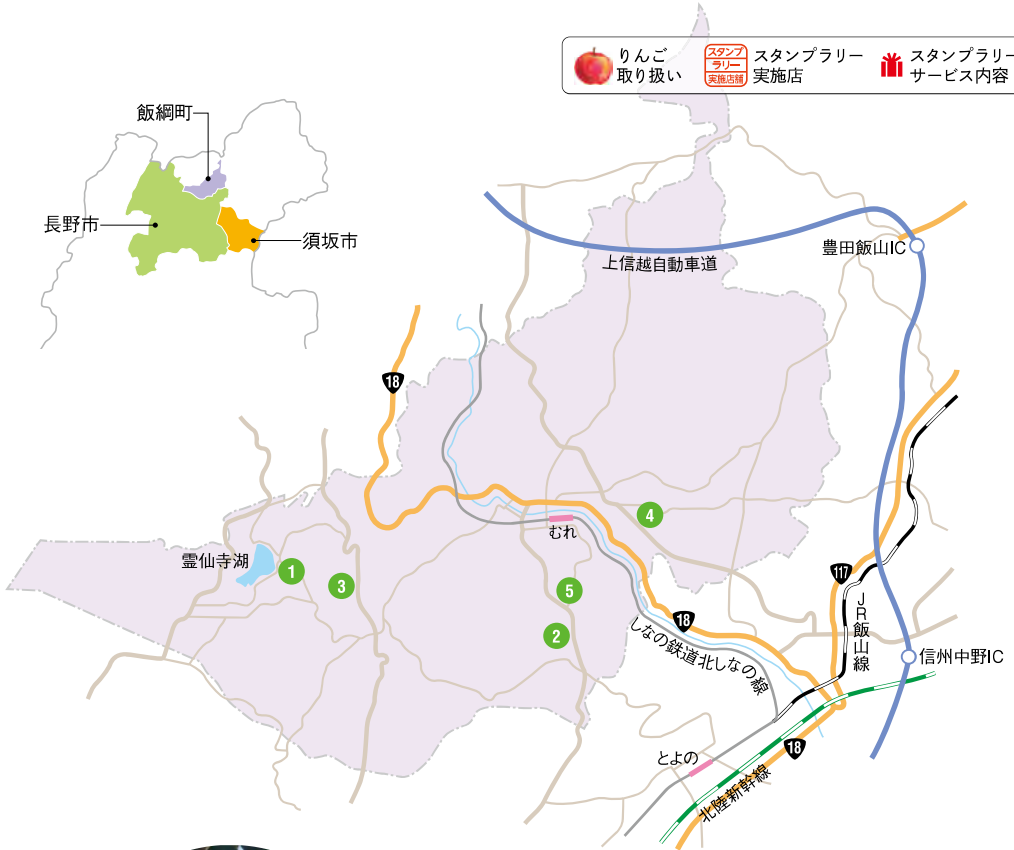 りんご
取り扱い
スタンプ
ラリー
実施店舗
スタンプラリー
実施店
スタンプラリー
サービス内容
飯綱町
長野市
須坂市
上信越自動車道
豊田飯山IC
18
霊仙寺湖
1
3
むれ
4
5
2
18
しなの鉄道北しなの線
117
JR飯山線
信州中野IC
とよの
18
北陸新幹線